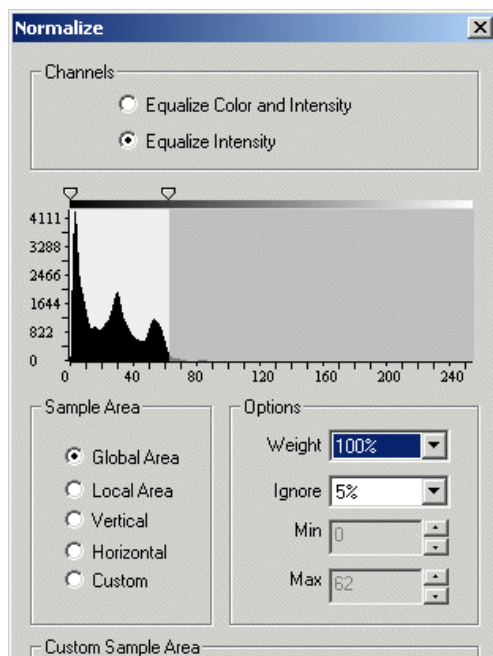 Normalize
Channels
Equalize Color and Intensity
Equalize Intensity
4111
3288
2466
1644
822
0
0 40 80 120 160 200 240
Sample Area
Global Area
Local Area
Vertical
Horizontal
Custom
Options
Weight 100%
Ignore 5%
Min 0
Max 62
Custom Sample Area